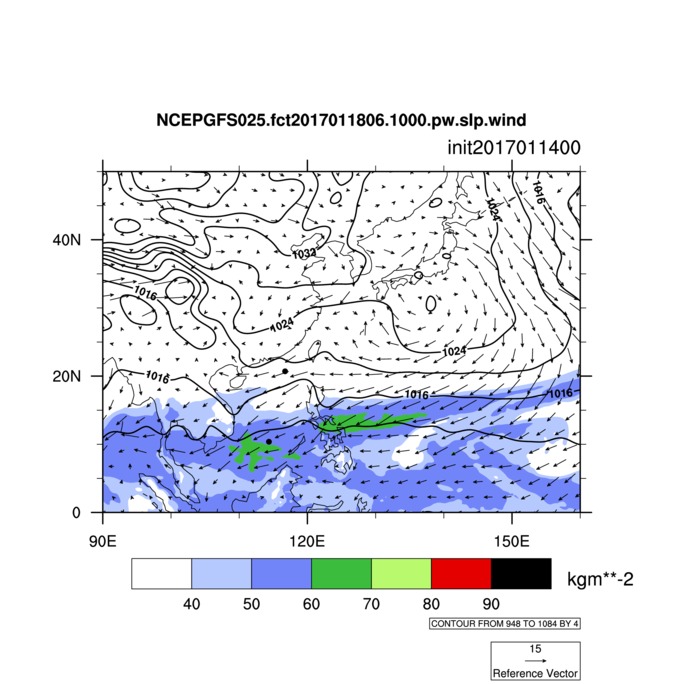 NCEPGFS025.fct2017011806.1000.pw.slp.wind
init2017011400
1016
1024
1032
40N
1016
1024
1024
20N
1016
1016
1016
0
90E 120E 150E
40 50 60 70 80 90
kgm**-2
CONTOUR FROM 948 TO 1084 BY 4
15
Reference Vector